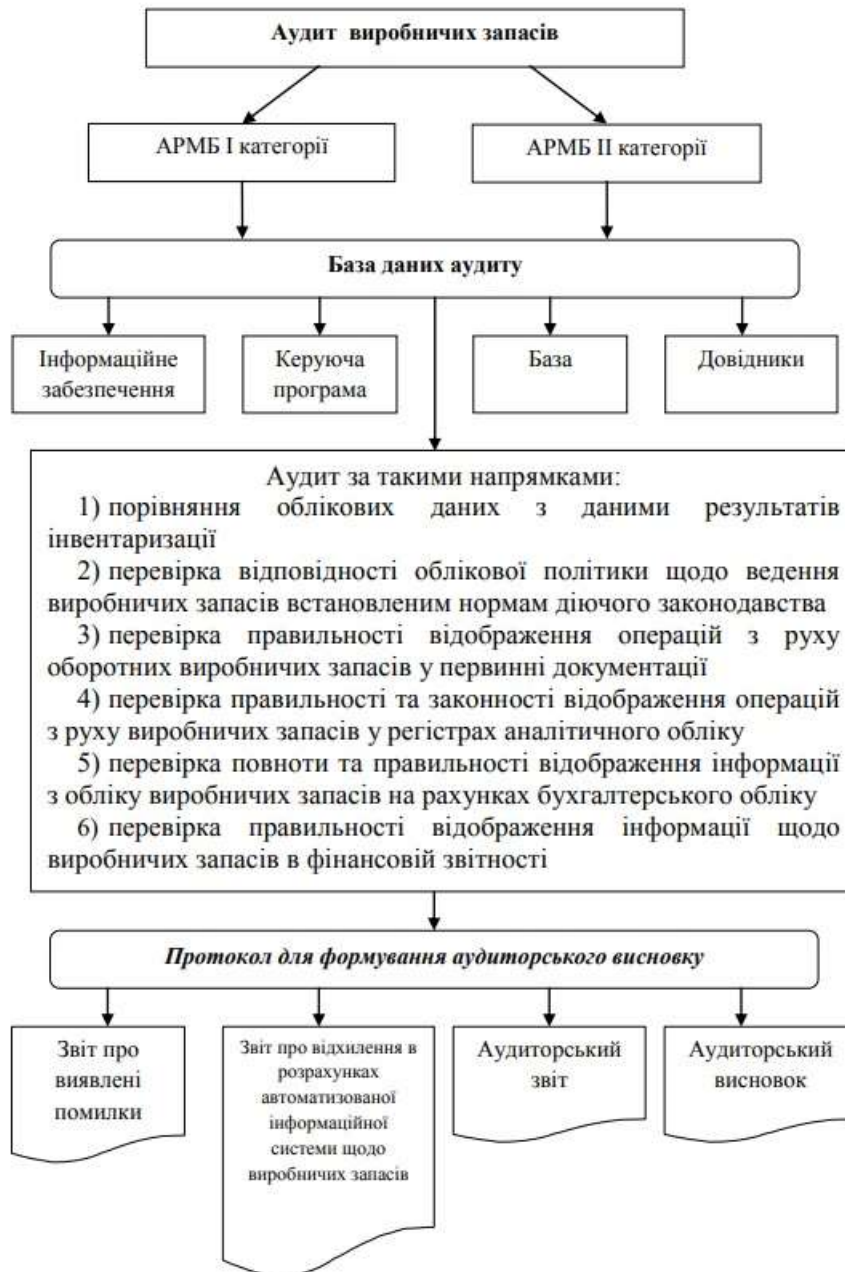 Аудит виробничих запасів
АРМБ І категорії
АРМБ ІІ категорії
База даних аудиту
Інформаційне
забезпечення
Керуюча
програма
База
Довідники
Аудит за такими напрямками:
1) порівняння облікових даних з даними результатів
інвентаризації
2) перевірка відповідності облікової політики щодо ведення
виробничих запасів встановленим нормам діючого законодавства
3) перевірка правильності відображення операцій з руху
оборотних виробничих запасів у первинні документації
4) перевірка правильності та законності відображення операцій
з руху виробничих запасів у регістрах аналітичного обліку
5) перевірка повноти та правильності відображення інформації
з обліку виробничих запасів на рахунках бухгалтерського обліку
6) перевірка правильності відображення інформації щодо
виробничих запасів в фінансовій звітності
Протокол для формування аудиторського висновку
Звіт про
виявлені
помилки
Звіт про відхилення в
розрахунках
автоматизованої
інформаційної
системи щодо
виробничих запасів
Аудиторський
звіт
Аудиторський
висновок